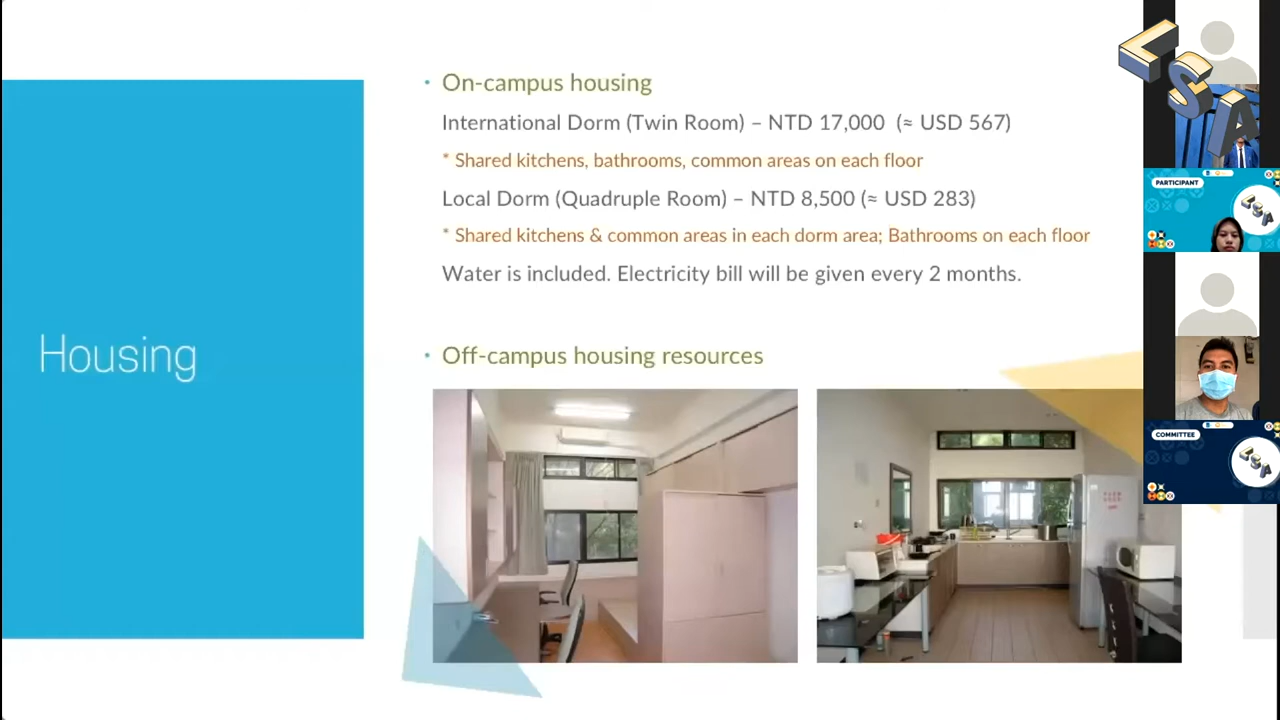 Housing
• On-campus housing
International Dorm (Twin Room) – NTD 17,000 (≈ USD 567)
* Shared kitchens, bathrooms, common areas on each floor
Local Dorm (Quadruple Room) – NTD 8,500 (≈ USD 283)
* Shared kitchens & common areas in each dorm area; Bathrooms on each floor
Water is included. Electricity bill will be given every 2 months.
• Off-campus housing resources
LSA
PARTICIPANT
LSA
COMMITTEE
LSA